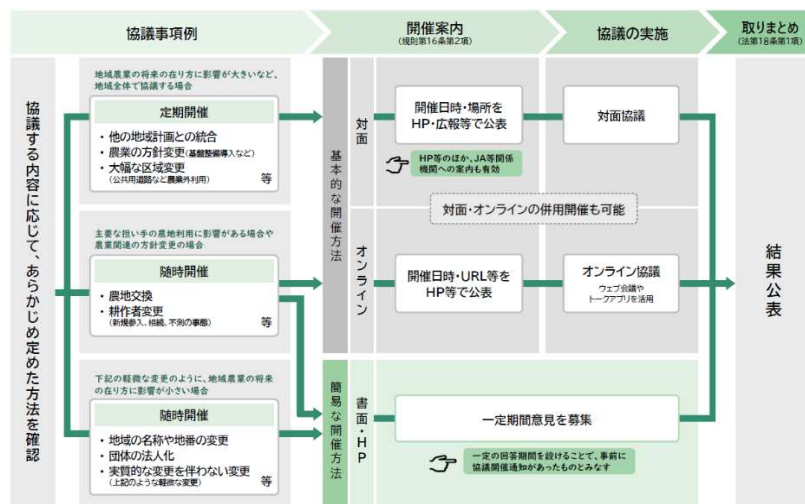 協議事項例
開催案内
(規則第16条第2項)
協議の実施
取りまとめ
(法第18条第1項)
協議する内容に応じて、あらかじめ定めた方法を確認
地域農業の将来の在り方に影響が大きいなど、
地域全体で協議する場合
定期開催
・他の地域計画との統合
・農業の方針変更(基盤整備導入など)
・大幅な区域変更
(公共用道路など農業外利用)
等
主要な担い手の農地利用に影響がある場合や
農業関連の方針変更の場合
随時開催
・農地交換
・耕作者変更
(新規参入、相続、不測の事態)
等
下記の軽微な変更のように、地域農業の将来
の在り方に影響が小さい場合
随時開催
・地域の名称や地番の変更
・団体の法人化
・実質的な変更を伴わない変更
(上記のような軽微な変更)
等
基本的な開催方法
対面
開催日時・場所を
HP・広報等で公表
HP等のほか、JA等関係
機関への案内も有効
対面協議
対面・オンラインの併用開催も可能
オンライン
開催日時・URL等を
HP等で公表
オンライン協議
ウェブ会議や
トークアプリを活用
簡易な開催方法
書面・HP
一定期間意見を募集
一定の回答期間を設けることで、事前に
協議開催通知があったものとみなす
結果公表